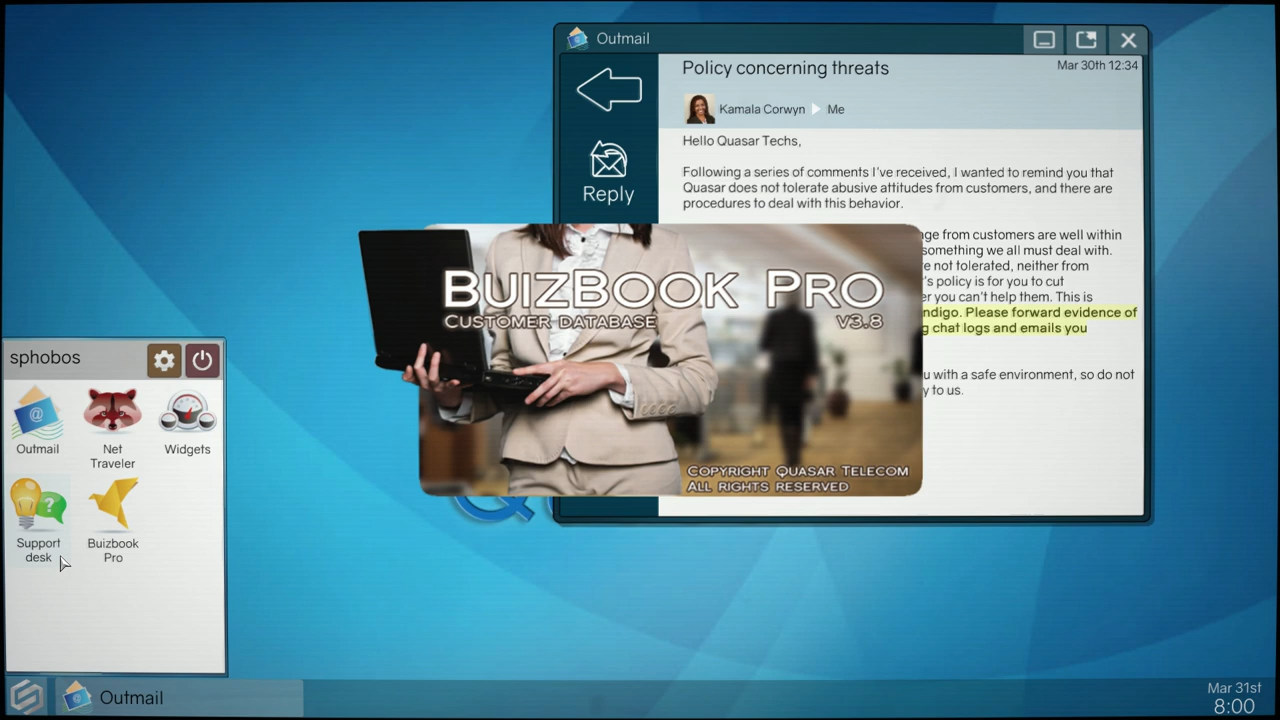 Outmail
Policy concerning threats
Mar 30th 12:34
Kamala Corwyn
Me
Reply
Hello Quasar Techs,
Following a series of comments I've received, I wanted to remind you that
Quasar does not tolerate abusive attitudes from customers, and there are
procedures to deal with this behavior.
from customers are well within
something we all must deal with.
not tolerated, neither from
policy is for you to cut
you can't help them. This is
Please forward evidence of
chat logs and emails you
with a safe environment, so do not
to us.
BuizBook Pro
Customer database
v3.8
Copyright Quasar Telecom
All rights reserved
sphobos
Outmail
Net
Traveler
Widgets
Support
desk
Buizbook
Pro
Outmail
Mar 31st
8:00